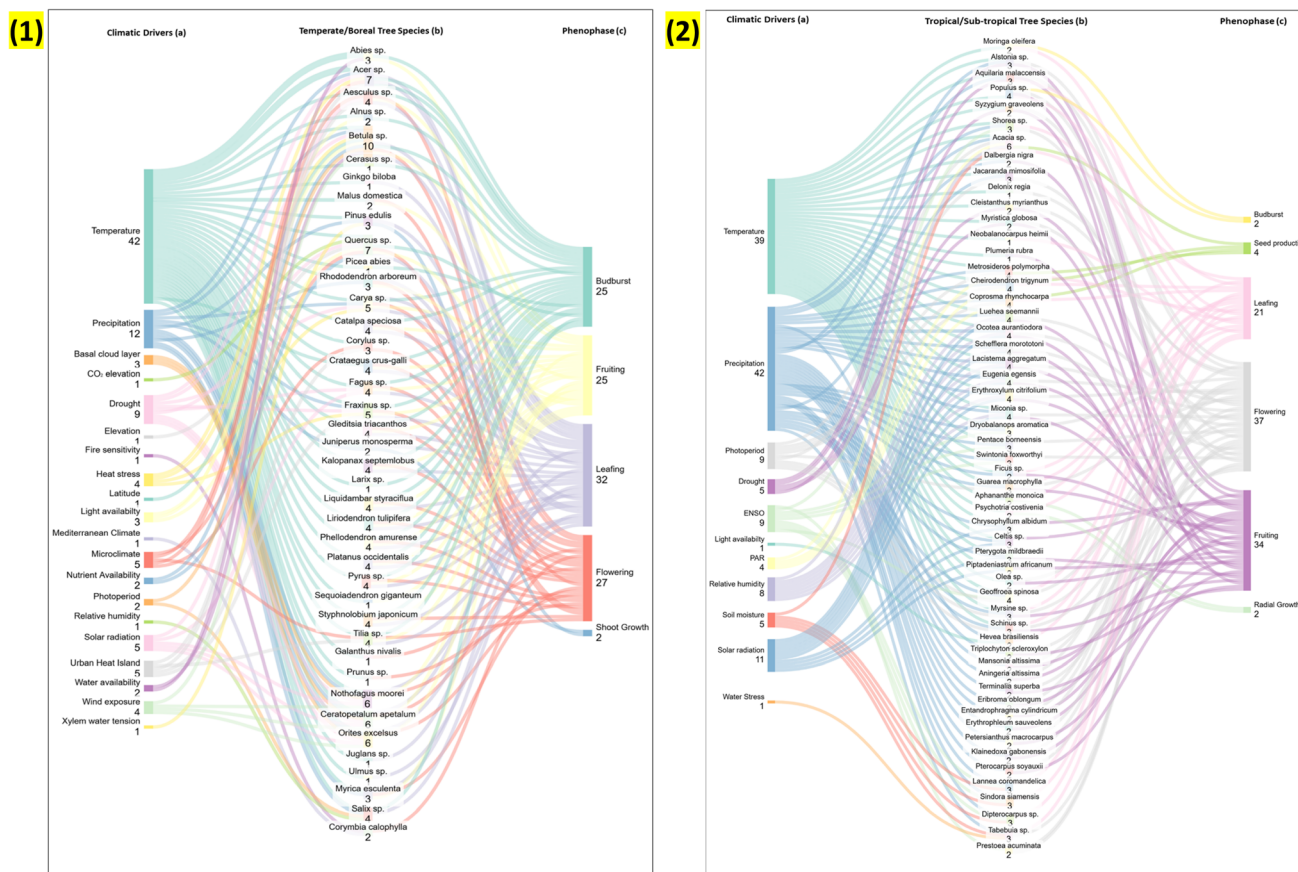 (1)
Climatic Drivers (a)
Temperate/Boreal Tree Species (b)
Phenophase (c)
Temperature
42
Precipitation
12
Basal cloud layer
3
CO₂ elevation
1
Drought
9
Elevation
1
Fire sensitivity
1
Heat stress
4
Latitude
1
Light availabilty
3
Mediterranean Climate
1
Microclimate
5
Nutrient Availability
2
Photoperiod
2
Relative humidity
1
Solar radiation
5
Urban Heat Island
5
Water availability
2
Wind exposure
4
Xylem water tension
1
Abies sp.
3
Acer sp.
7
Aesculus sp.
4
Alnus sp.
2
Betula sp.
10
Cerasus sp.
1
Ginkgo biloba
1
Malus domestica
2
Pinus edulis
3
Quercus sp.
7
Picea abies
1
Rhododendron arboreum
3
Carya sp.
5
Catalpa speciosa
4
Corylus sp.
3
Crataegus crus-galli
4
Fagus sp.
4
Fraxinus sp.
5
Gleditsia triacanthos
4
Juniperus monosperma
2
Kalopanax septemlobus
4
Larix sp.
1
Liquidambar styraciflua
4
Liriodendron tulipifera
4
Phellodendron amurense
4
Platanus occidentalis
4
Pyrus sp.
4
Sequoiadendron giganteum
1
Styphnolobium japonicum
4
Tilia sp.
4
Galanthus nivalis
1
Prunus sp.
1
Nothofagus moorei
6
Ceratopetalum apetalum
6
Orites excelsus
6
Juglans sp.
1
Ulmus sp.
1
Myrica esculenta
3
Salix sp.
4
Corymbia calophylla
2
Budburst
25
Fruiting
25
Leafing
32
Flowering
27
Shoot Growth
2
(2)
Climatic Drivers (a)
Tropical/Sub-tropical Tree Species (b)
Phenophase (c)
Temperature
39
Precipitation
42
Photoperiod
9
Drought
5
ENSO
9
Light availabilty
1
PAR
4
Relative humidity
8
Soil moisture
5
Solar radiation
11
Water Stress
1
Moringa oleifera
2
Alstonia sp.
3
Aquilaria malaccensis
Populus sp.
4
Syzygium graveolens
2
Shorea sp.
3
Acacia sp.
6
Dalbergia nigra
2
Jacaranda mimosifolia
3
Delonix regia
1
Cleistanthus myrianthus
2
Myristica globosa
2
Neobalanocarpus heimii
1
Plumeria rubra
1
Metrosideros polymorpha
4
Cheirodendron trigynum
4
Coprosma rhynchocarpa
4
Luehea seemannii
4
Ocotea aurantiodora
4
Schefflera morototoni
4
Lacistema aggregatum
4
Eugenia egensis
4
Erythroxylum citrifolium
4
Miconia sp.
4
Dryobalanops aromatica
3
Pentace borneensis
3
Swintonia foxworthyi
3
Ficus sp.
Guarea macrophylla
Aphananthe monoica
Psychotria costivenia
Chrysophyllum albidum
3
Celtis sp.
3
Pterygota mildbraedii
Piptadeniastrum africanum
Olea sp.
2
Geoffroea spinosa
4
Myrsine sp.
3
Schinus sp.
Hevea brasiliensis
Triplochyton scleroxylon
Mansonia altissima
Aningeria altissima
Terminalia superba
Eribroma oblongum
Entandrophragma cylindricum
Erythrophleum sauveolens
Petersianthus macrocarpus
Klainedoxa gabonensis
2
Pterocarpus soyauxii
2
Lannea coromandelica
3
Sindora siamensis
3
Dipterocarpus sp.
3
Tabebuia sp.
3
Prestoea acuminata
2
Budburst
2
Seed producti
4
Leafing
21
Flowering
37
Fruiting
34
Radial Growth
2